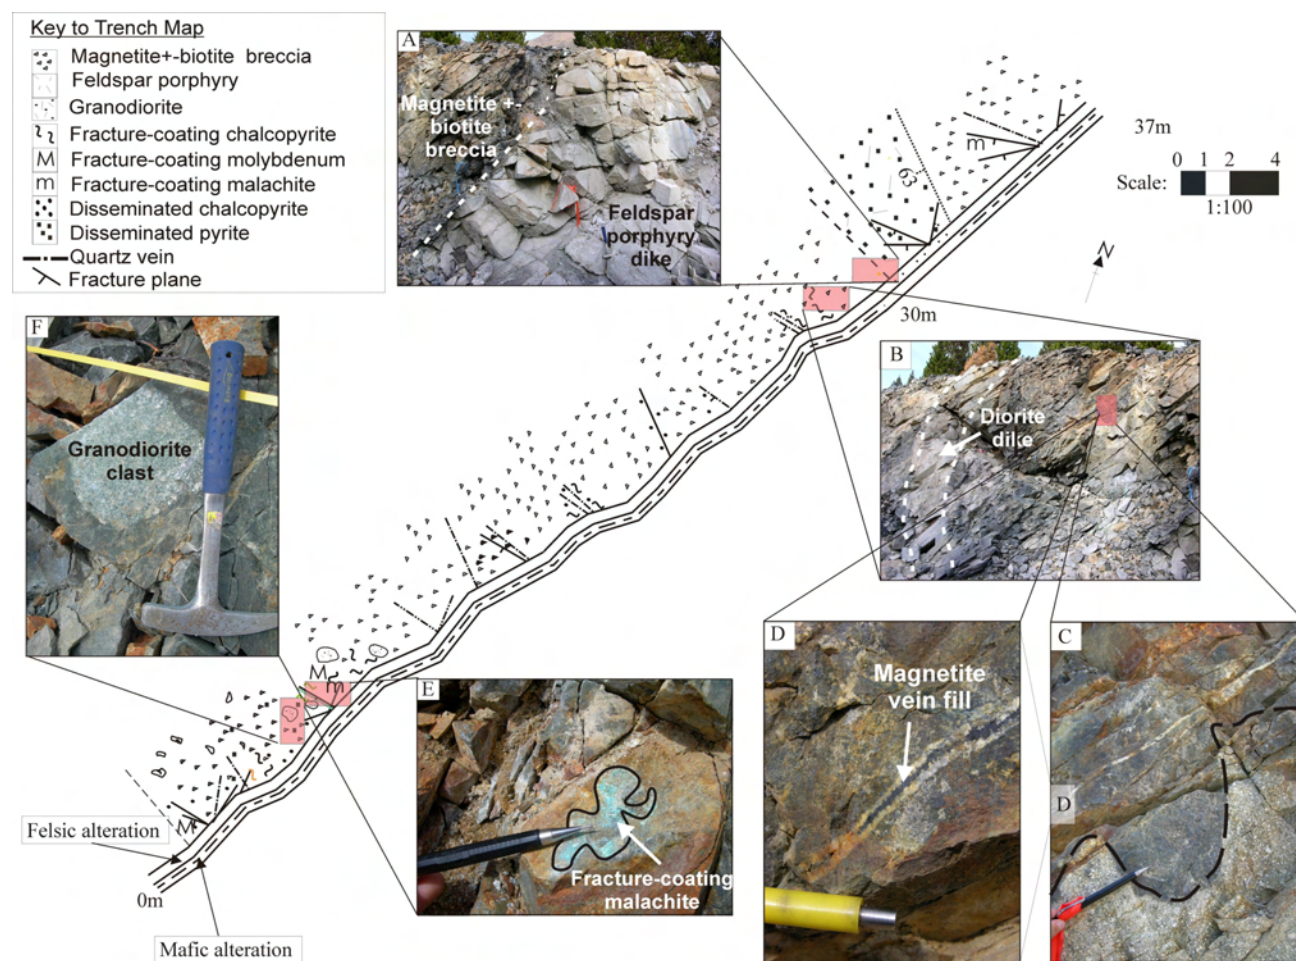 Key to Trench Map
Magnetite+-biotite breccia
Feldspar porphyry
Granodiorite
Fracture-coating chalcopyrite
M Fracture-coating molybdenum
m Fracture-coating malachite
Disseminated chalcopyrite
Disseminated pyrite
Quartz vein
Fracture plane
A
Magnetite +-
biotite
breccia
Feldspar
porphyry
dike
m
63
37m
0 1 2 4
Scale:
1:100
N
30m
F
Granodiorite
clast
B
Diorite
dike
M
m
E
Fracture-coating
malachite
D
Magnetite
vein fill
C
D
M
Felsic alteration
0m
Mafic alteration